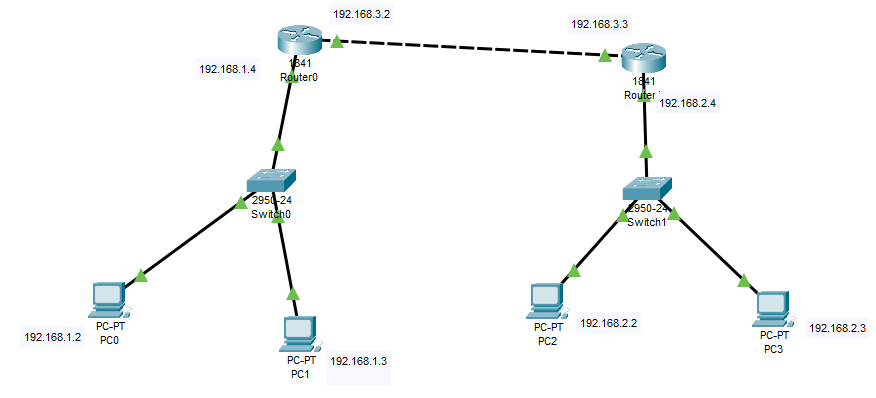 192.168.3.2
192.168.3.3
192.168.1.4
1841
Router0
1841
Router
192.168.2.4
2950-24
Switch0
2950-24
Switch1
PC-PT
PC0
192.168.1.2
PC-PT
PC1
192.168.1.3
PC-PT
PC2
192.168.2.2
PC-PT
PC3
192.168.2.3